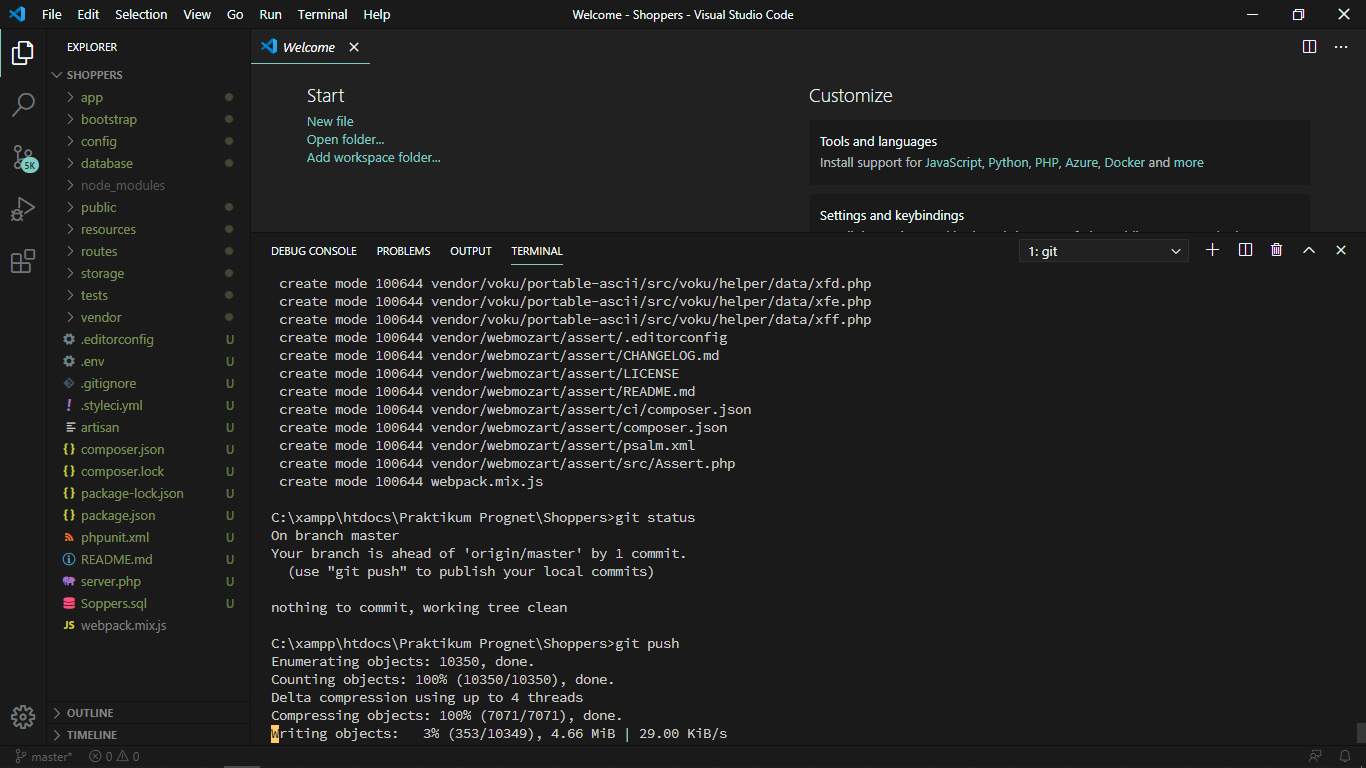 File Edit Selection View Go Run Terminal Help
Welcome - Shoppers - Visual Studio Code
EXPLORER
SHOPPERS
app
bootstrap
config
database
node_modules
public
resources
routes
storage
tests
vendor
.editorconfig U
.env U
.gitignore U
.styleci.yml U
artisan U
composer.json U
composer.lock U
package-lock.json U
package.json U
phpunit.xml U
README.md U
server.php U
Soppers.sql U
JS webpack.mix.js
OUTLINE
TIMELINE
5K
Welcome
Start
New file
Open folder...
Add workspace folder...
Customize
Tools and languages
Install support for JavaScript, Python, PHP, Azure, Docker and more
Settings and keybindings
DEBUG CONSOLE PROBLEMS OUTPUT TERMINAL
1: git
create mode 100644 vendor/voku/portable-ascii/src/voku/helper/data/xfd.php
create mode 100644 vendor/voku/portable-ascii/src/voku/helper/data/xfe.php
create mode 100644 vendor/voku/portable-ascii/src/voku/helper/data/xff.php
create mode 100644 vendor/webmozart/assert/.editorconfig
create mode 100644 vendor/webmozart/assert/CHANGELOG.md
create mode 100644 vendor/webmozart/assert/LICENSE
create mode 100644 vendor/webmozart/assert/README.md
create mode 100644 vendor/webmozart/assert/ci/composer.json
create mode 100644 vendor/webmozart/assert/composer.json
create mode 100644 vendor/webmozart/assert/psalm.xml
create mode 100644 vendor/webmozart/assert/src/Assert.php
create mode 100644 webpack.mix.js
C:\xampp\htdocs\Praktikum Prognet\Shoppers>git status
On branch master
Your branch is ahead of 'origin/master' by 1 commit.
(use "git push" to publish your local commits)
nothing to commit, working tree clean
C:\xampp\htdocs\Praktikum Prognet\Shoppers>git push
Enumerating objects: 10350, done.
Counting objects: 100% (10350/10350), done.
Delta compression using up to 4 threads
Compressing objects: 100% (7071/7071), done.
Writing objects: 3% (353/10349), 4.66 MiB | 29.00 KiB/s
master* 0 0